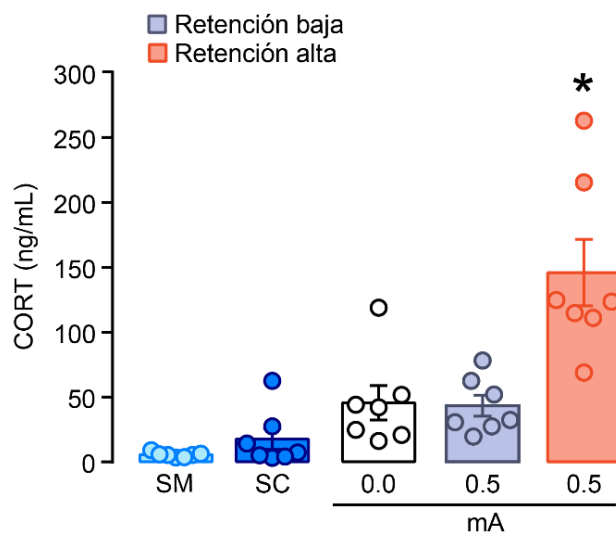 Retención baja
Retención alta
300
250
200
150
100
50
0
CORT (ng/mL)
*
SM SC 0.0 0.5 0.5
mA